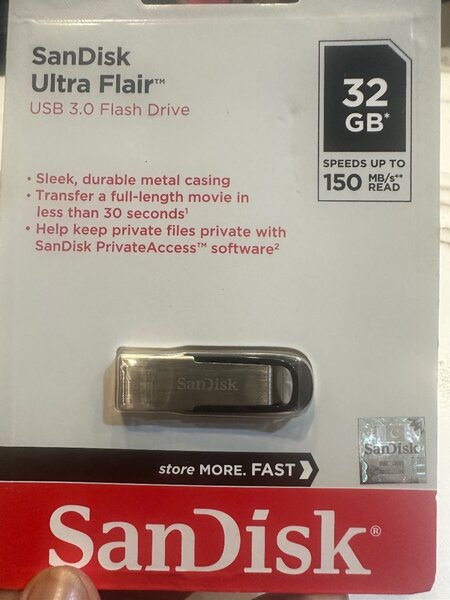 SanDisk
Ultra Flair™
USB 3.0 Flash Drive
32
GB*
SPEEDS UP TO
150 MB/s** READ
• Sleek, durable metal casing
• Transfer a full-length movie in
less than 30 seconds¹
• Help keep private files private with
SanDisk PrivateAccess™ software²
SanDisk
store MORE. FAST
SanDisk
SanDisk®